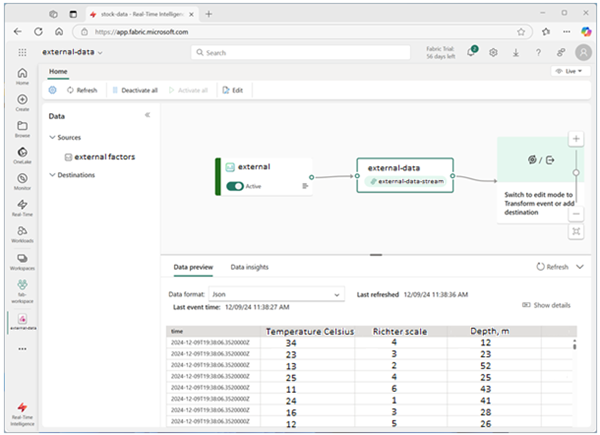 stock-data - Real-Time Intelligence
https://app.fabric.microsoft.com
external-data
Search
Fabric Trial:
56 days left
2
Home
Live
Refresh
Deactivate all
Activate all
Edit
Home
Create
Browse
OneLake
Monitor
Real-Time
Workloads
Workspaces
fab-
workspace
external-data
Real-Time
Intelligence
Data
Sources
external factors
Destinations
external
Active
external-data
external-data-stream
Switch to edit mode to
Transform event or add
destination
Data preview
Data insights
Refresh
Data format:
Json
Last refreshed 12/09/24 11:38:36 AM
Last event time: 12/09/24 11:38:27 AM
Show details
time Temperature Celsius Richter scale Depth, m
2024-12-09T19:38:06.3520000Z 34 4 12
2024-12-09T19:38:06.3520000Z 23 3 23
2024-12-09T19:38:06.3520000Z 13 2 52
2024-12-09T19:38:06.3520000Z 25 4 25
2024-12-09T19:38:06.3520000Z 11 6 43
2024-12-09T19:38:06.3520000Z 24 1 41
2024-12-09T19:38:06.3520000Z 16 3 28
2024-12-09T19:38:06.3520000Z 12 5 26